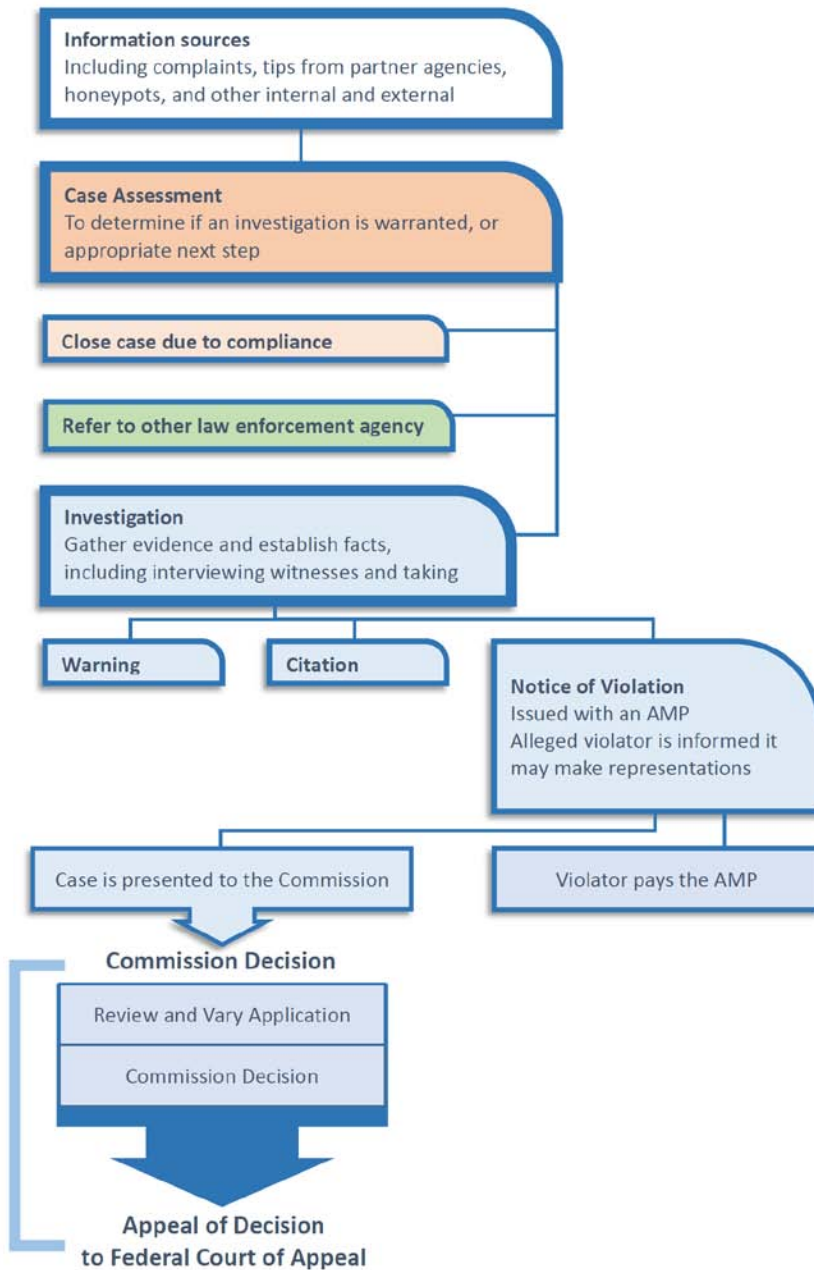 Information sources
Including complaints, tips from partner agencies,
honeypots, and other internal and external
Case Assessment
To determine if an investigation is warranted, or
appropriate next step
Close case due to compliance
Refer to other law enforcement agency
Investigation
Gather evidence and establish facts,
including interviewing witnesses and taking
Warning
Citation
Notice of Violation
Issued with an AMP
Alleged violator is informed it
may make representations
Case is presented to the Commission
Violator pays the AMP
Commission Decision
Review and Vary Application
Commission Decision
Appeal of Decision
to Federal Court of Appeal